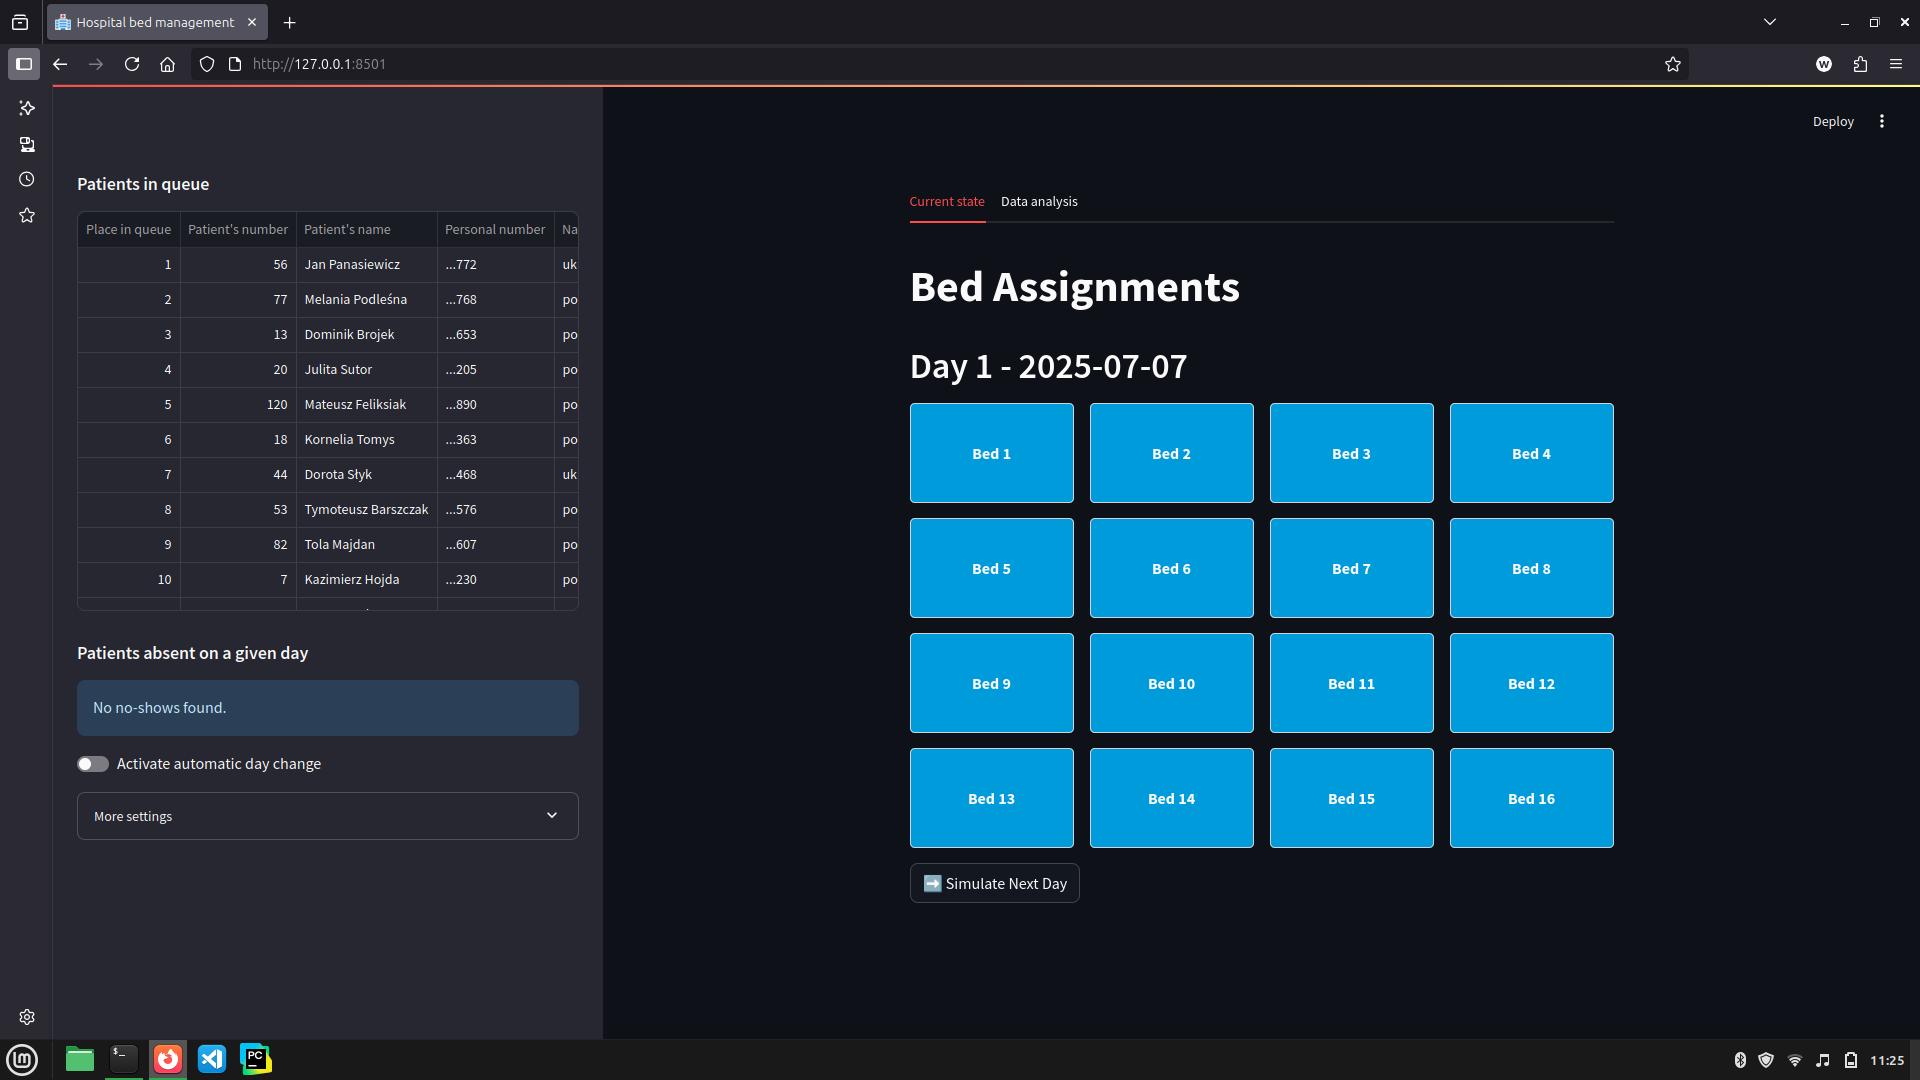 Hospital bed management
http://127.0.0.1:8501
Deploy
Patients in queue
Place in queue Patient's number Patient's name Personal number Na
1 56 Jan Panasiewicz ...772 uk
2 77 Melania Podleśna ...768 po
3 13 Dominik Brojek ...653 po
4 20 Julita Sutor ...205 po
5 120 Mateusz Feliksiak ...890 po
6 18 Kornelia Tomys ...363 po
7 44 Dorota Słyk ...468 uk
8 53 Tymoteusz Barszczak ...576 po
9 82 Tola Majdan ...607 po
10 7 Kazimierz Hojda ...230 po
Patients absent on a given day
No no-shows found.
Activate automatic day change
More settings
Current state Data analysis
Bed Assignments
Day 1 - 2025-07-07
Bed 1 Bed 2 Bed 3 Bed 4
Bed 5 Bed 6 Bed 7 Bed 8
Bed 9 Bed 10 Bed 11 Bed 12
Bed 13 Bed 14 Bed 15 Bed 16
➡️ Simulate Next Day
W
$_
PC
11:25